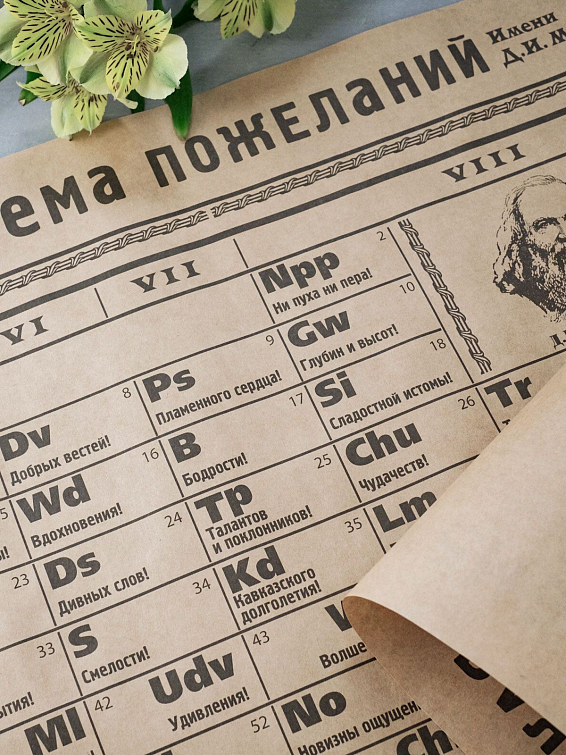 ема пожеланий
Имени
Д.И.
VI
VII
VIII
2
Npp
Ни пуха ни пера!
10
Gw
Глубин и высот!
8
Dv
Добрых вестей!
9
Ps
Пламенного сердца!
18
Si
Сладостной истомы!
Tr
16
Wd
Вдохновения!
17
B
Бодрости!
26
Chu
Чудачеств!
23
24
Ds
Дивных слов!
25
Tp
Талантов
и поклонников!
Lm
33
34
S
Смелости!
35
Kd
Кавказского
долголетия!
42
Ml
43
Udv
Удивления!
52
No
Новизны ощущен
Ch